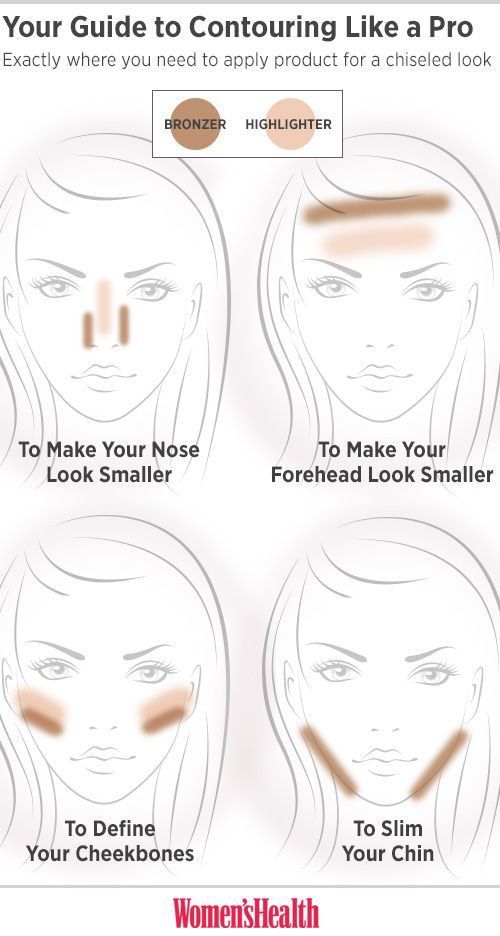 Your Guide to Contouring Like a Pro
Exactly where you need to apply product for a chiseled look
BRONZER HIGHLIGHTER
To Make Your Nose
Look Smaller
To Make Your
Forehead Look Smaller
To Define
Your Cheekbones
To Slim
Your Chin
Women'sHealth